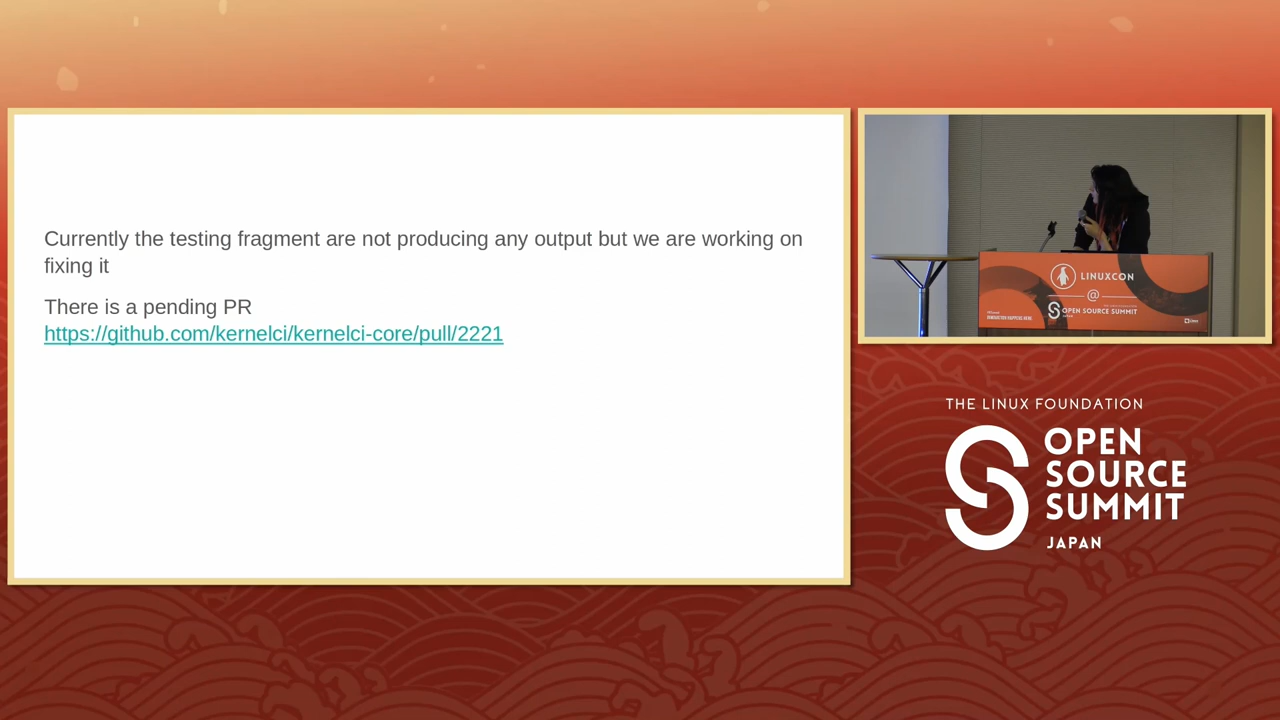 Currently the testing fragment are not producing any output but we are working on
fixing it
There is a pending PR
https://github.com/kernelci/kernelci-core/pull/2221
LINUXCON
@
OPEN SOURCE SUMMIT
THE LINUX FOUNDATION
OPEN
SOURCE
SUMMIT
JAPAN